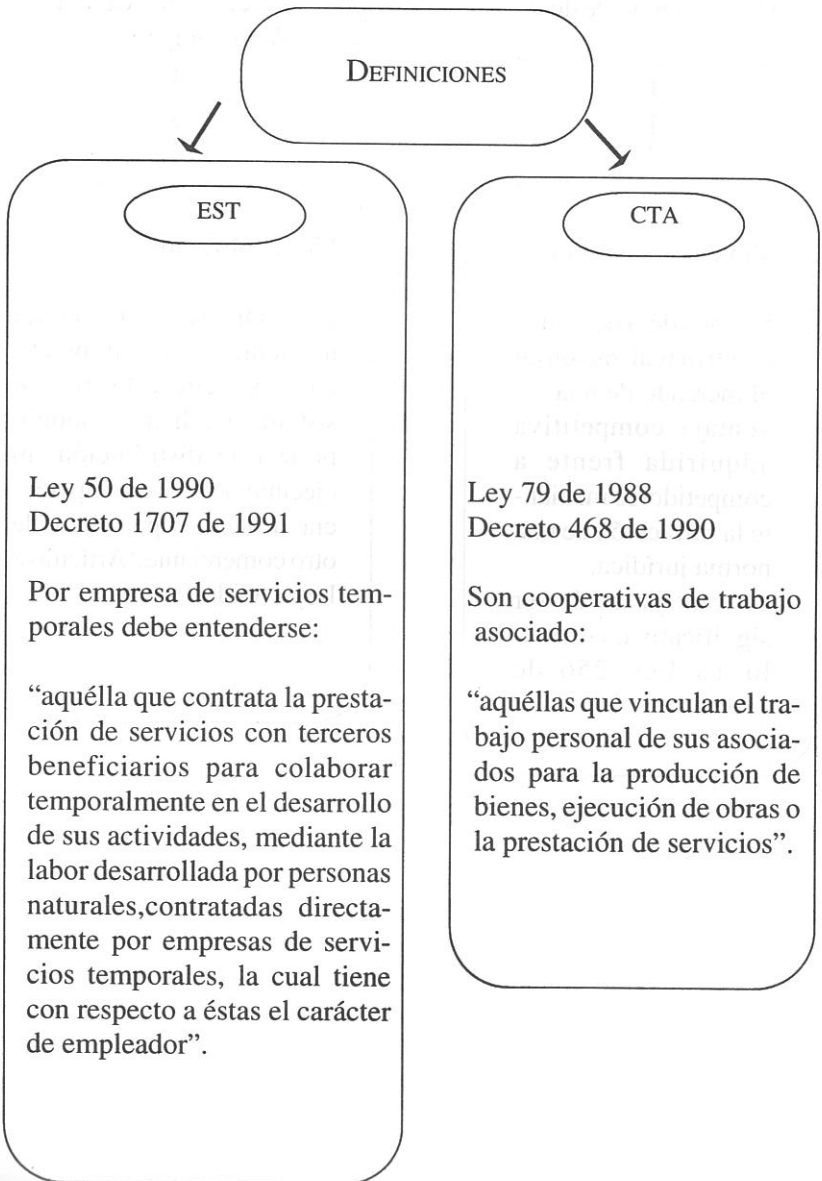 DEFINICIONES
EST
Ley 50 de 1990
Decreto 1707 de 1991
Por empresa de servicios tem-
porales debe entenderse:
“aquélla que contrata la presta-
ción de servicios con terceros
beneficiarios para colaborar
temporalmente en el desarrollo
de sus actividades, mediante la
labor desarrollada por personas
naturales,contratadas directa-
mente por empresas de servi-
cios temporales, la cual tiene
con respecto a éstas el carácter
de empleador”.
CTA
Ley 79 de 1988
Decreto 468 de 1990
Son cooperativas de trabajo
asociado:
“aquéllas que vinculan el tra-
bajo personal de sus asocia-
dos para la producción de
bienes, ejecución de obras o
la prestación de servicios”.